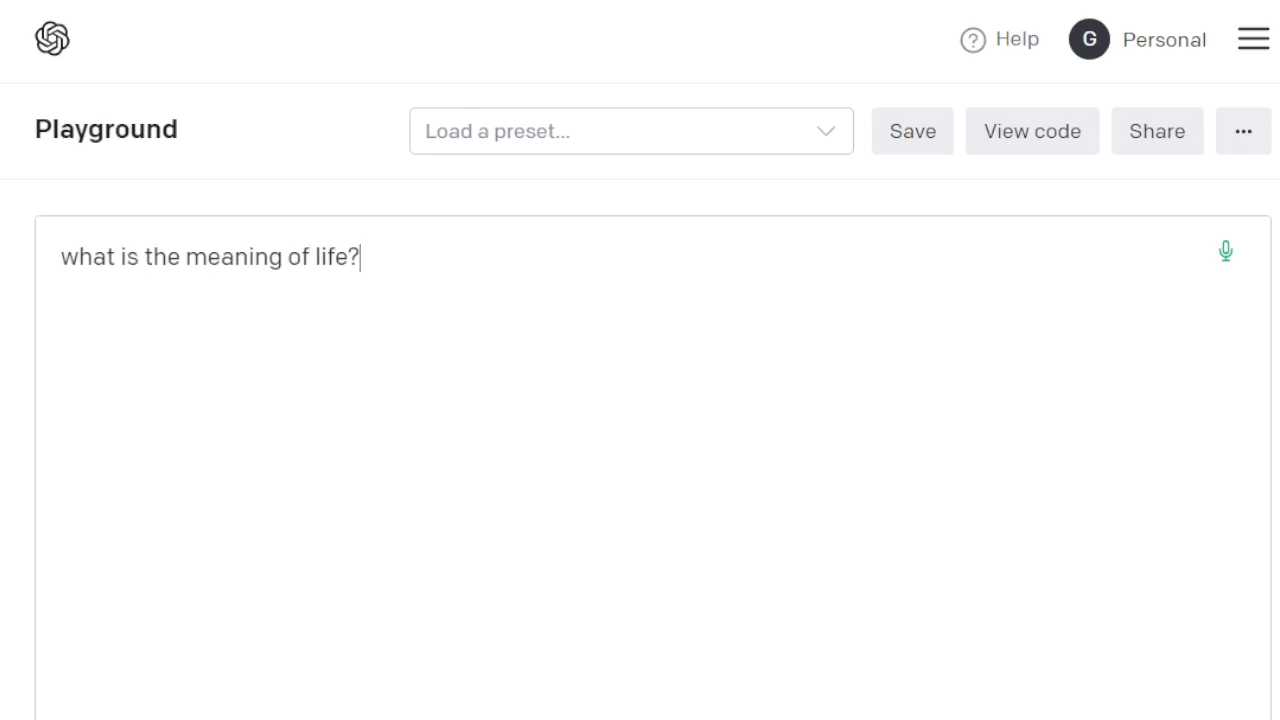 Help
G
Personal
Playground
Load a preset...
Save
View code
Share
...
what is the meaning of life?